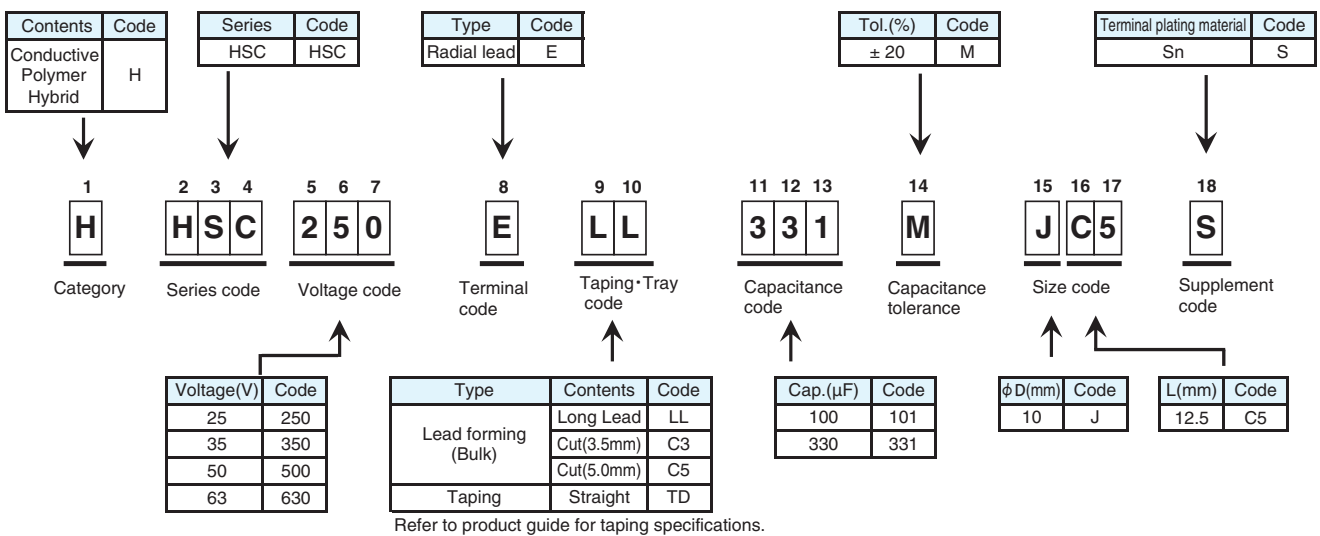 Contents Code
Conductive Polymer Hybrid H
Series Code
HSC HSC
Type Code
Radial lead E
Tol.(%) Code
± 20 M
Terminal plating material Code
Sn S
1 2 3 4 5 6 7 8 9 10 11 12 13 14 15 16 17 18
H H S C 2 5 0 E L L 3 3 1 M J C 5 S
Category
Series code
Voltage code
Terminal
code
Taping・Tray
code
Capacitance
code
Capacitance
tolerance
Size code
Supplement
code
Voltage(V) Code
25 250
35 350
50 500
63 630
Type Contents Code
Lead forming
(Bulk)
Long Lead LL
Cut(3.5mm) C3
Cut(5.0mm) C5
Taping Straight TD
Refer to product guide for taping specifications.
Cap.(μF) Code
100 101
330 331
φD(mm) Code
10 J
L(mm) Code
12.5 C5